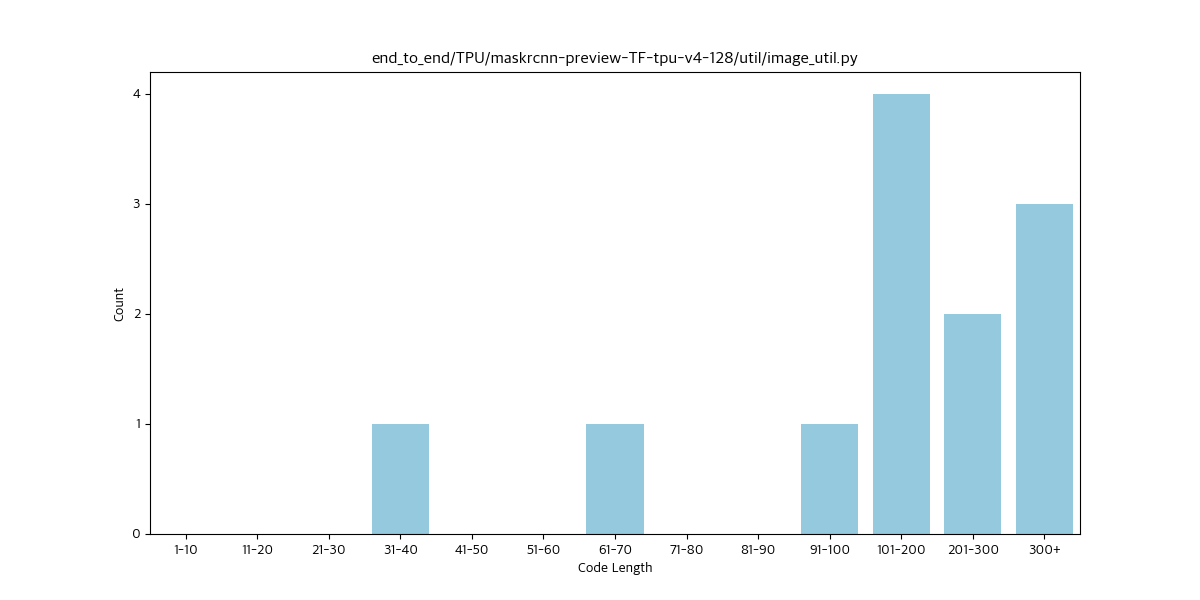 end_to_end/TPU/maskrcnn-preview-TF-tpu-v4-128/util/image_util.py
4
3
2
1
0
Count
1-10 11-20 21-30 31-40 41-50 51-60 61-70 71-80 81-90 91-100 101-200 201-300 300+
Code Length